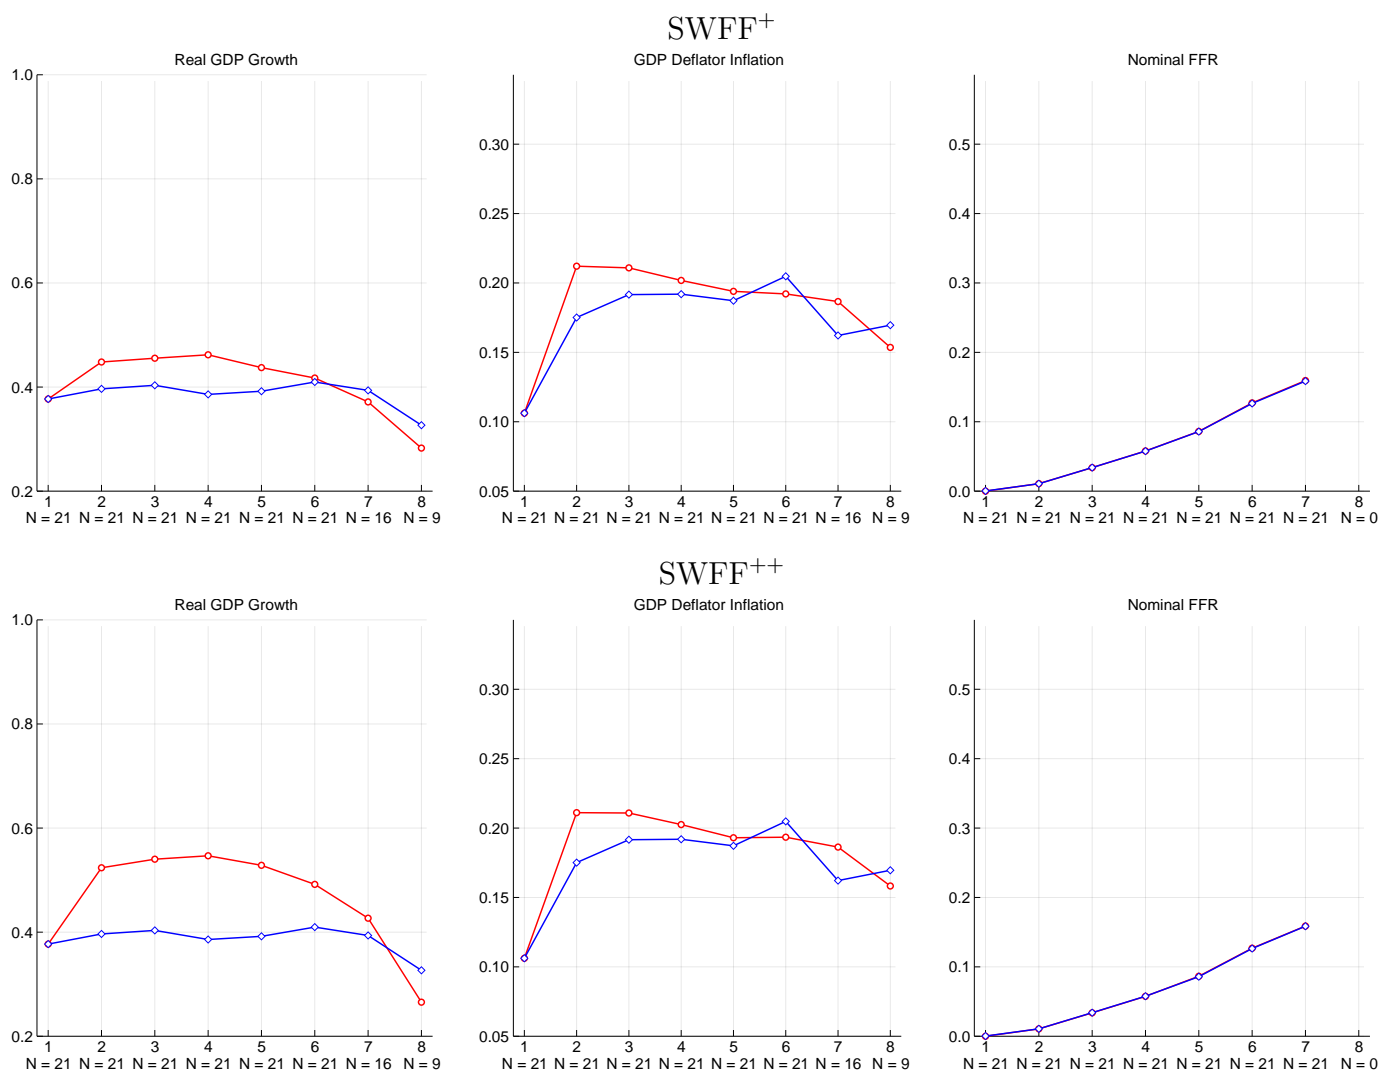 SWFF++
Real GDP Growth GDP Deflator Inflation Nominal FFR
1.0
0.8
0.6
0.4
0.2
0.30
0.25
0.20
0.15
0.10
0.05
0.5
0.4
0.3
0.2
0.1
0.0
1 2 3 4 5 6 7 8
N = 21 N = 21 N = 21 N = 21 N = 21 N = 21 N = 16 N = 9
1 2 3 4 5 6 7 8
N = 21 N = 21 N = 21 N = 21 N = 21 N = 21 N = 16 N = 9
1 2 3 4 5 6 7 8
N = 21 N = 21 N = 21 N = 21 N = 21 N = 21 N = 21 N = 0
SWFF++
Real GDP Growth GDP Deflator Inflation Nominal FFR
1.0
0.8
0.6
0.4
0.2
0.30
0.25
0.20
0.15
0.10
0.05
0.5
0.4
0.3
0.2
0.1
0.0
1 2 3 4 5 6 7 8
N = 21 N = 21 N = 21 N = 21 N = 21 N = 21 N = 16 N = 9
1 2 3 4 5 6 7 8
N = 21 N = 21 N = 21 N = 21 N = 21 N = 21 N = 16 N = 9
1 2 3 4 5 6 7 8
N = 21 N = 21 N = 21 N = 21 N = 21 N = 21 N = 21 N = 0